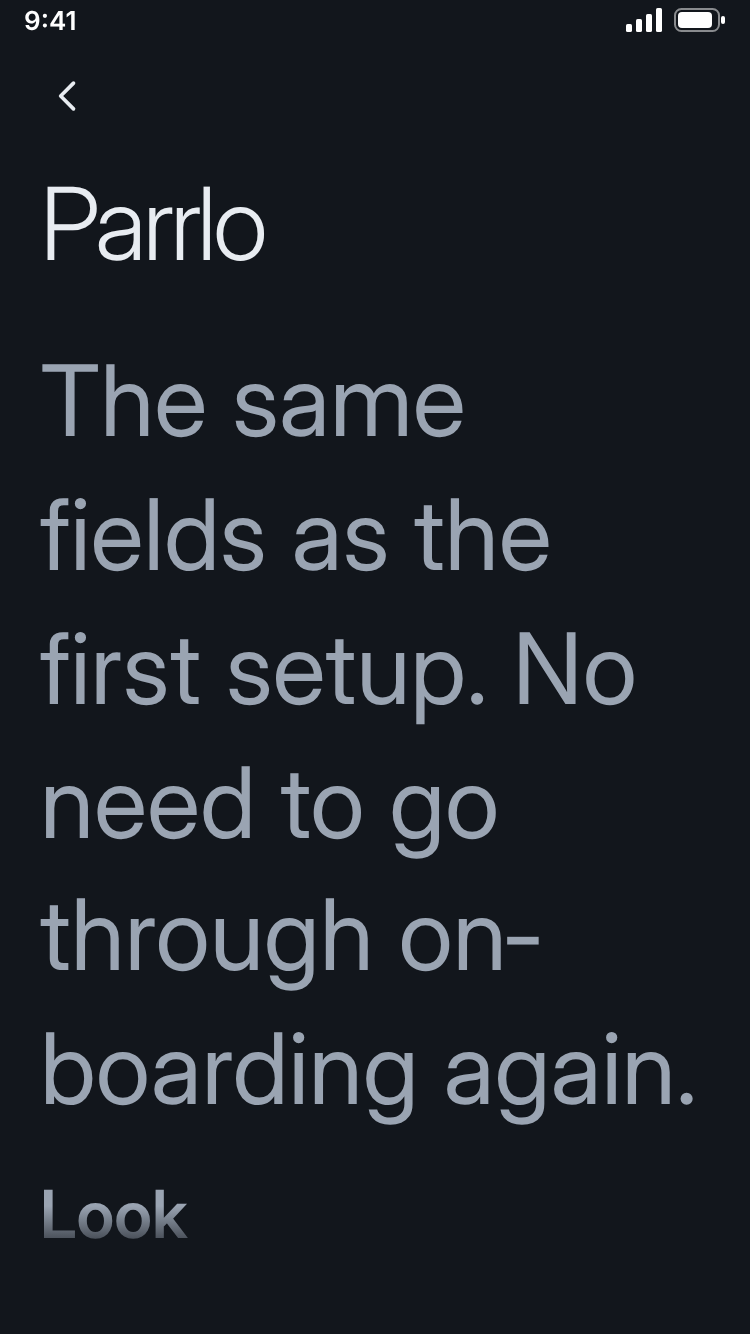 9:41
Parrlo
The same
fields as the
first setup. No
need to go
through on-
boarding again.
Look